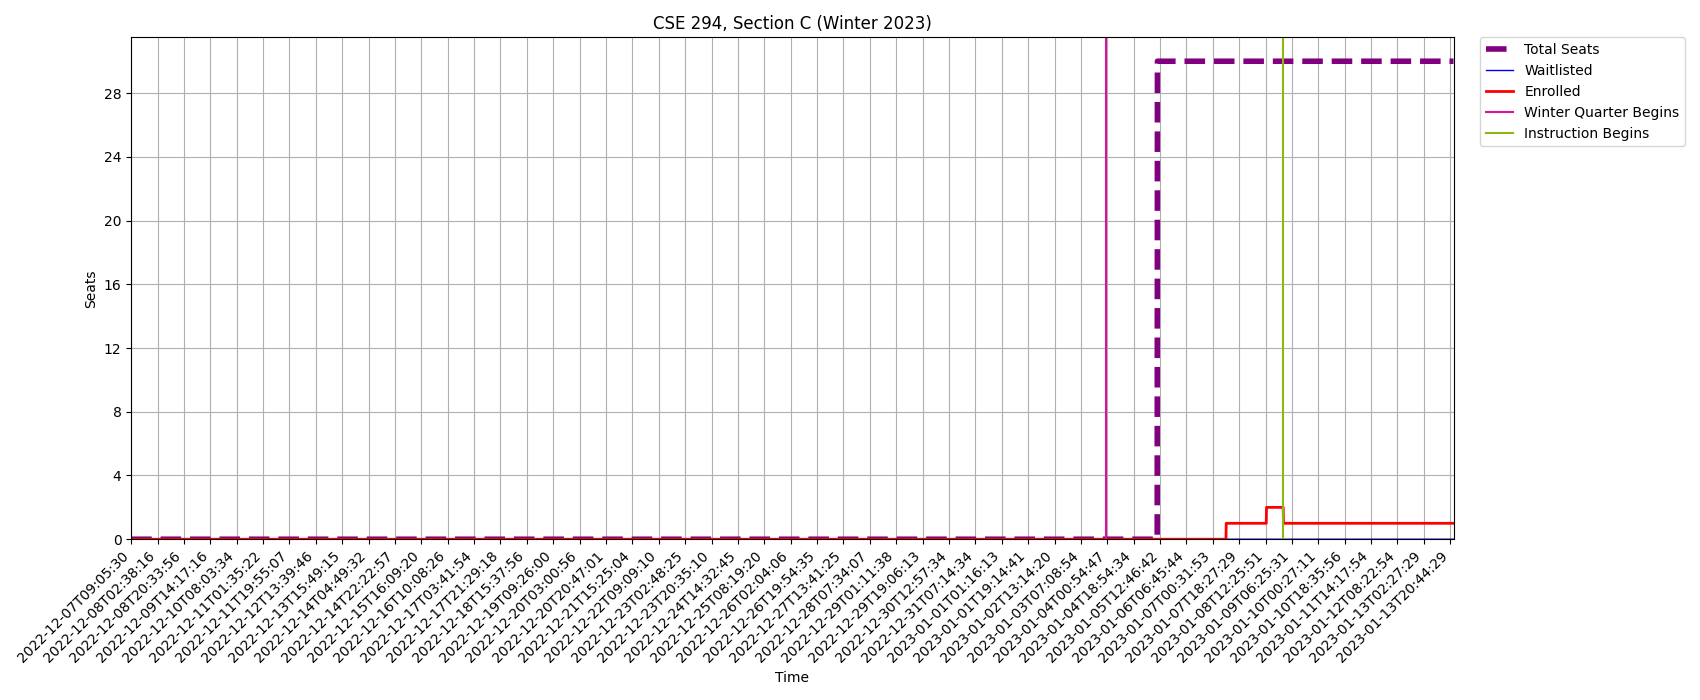 CSE 294, Section C (Winter 2023)
Total Seats
Waitlisted
Enrolled
Winter Quarter Begins
Instruction Begins
Seats
28
24
20
16
12
8
4
0
2022-12-07T09:05:30
2022-12-08T02:38:16
2022-12-08T20:33:56
2022-12-09T14:17:16
2022-12-10T08:03:34
2022-12-11T01:35:22
2022-12-11T19:55:07
2022-12-12T13:39:46
2022-12-13T15:49:15
2022-12-14T04:49:32
2022-12-14T22:22:57
2022-12-15T16:09:20
2022-12-16T10:08:26
2022-12-17T03:41:54
2022-12-17T21:29:18
2022-12-18T15:37:56
2022-12-19T09:26:00
2022-12-20T03:00:56
2022-12-20T20:47:01
2022-12-21T15:25:04
2022-12-22T09:09:10
2022-12-23T02:48:25
2022-12-23T20:35:10
2022-12-24T14:32:45
2022-12-25T08:19:20
2022-12-26T02:04:06
2022-12-26T19:54:35
2022-12-27T13:41:25
2022-12-28T07:34:07
2022-12-29T01:11:38
2022-12-29T19:06:13
2022-12-30T12:57:34
2022-12-31T07:14:34
2023-01-01T01:16:13
2023-01-01T19:14:41
2023-01-02T13:14:20
2023-01-03T07:08:54
2023-01-04T00:54:47
2023-01-04T18:54:34
2023-01-05T12:46:42
2023-01-06T06:45:44
2023-01-07T00:31:53
2023-01-07T18:27:29
2023-01-08T12:25:51
2023-01-09T06:25:31
2023-01-10T00:27:11
2023-01-10T18:35:56
2023-01-11T14:17:54
2023-01-12T08:22:54
2023-01-13T02:27:29
2023-01-13T20:44:29
Time